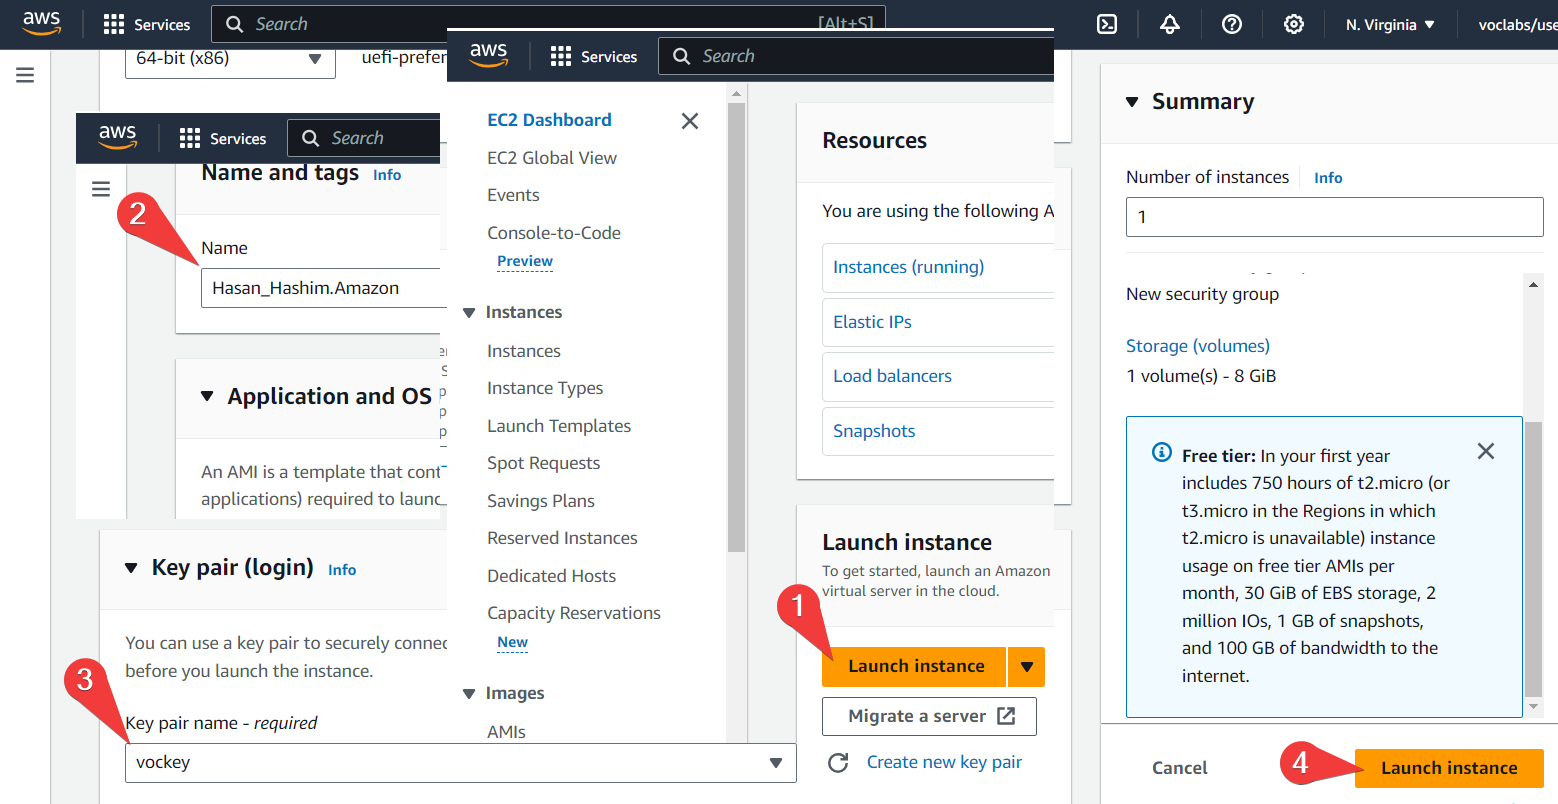 aws
Services
Search
[Alt+S]
N. Virginia
voclabs/use
64-bit (x86)
uefi-prefer
aws
Services
Search
Name and tags Info
2
Name
Hasan_Hashim.Amazon
Application and OS
An AMI is a template that cont
applications) required to launc
Key pair (login) Info
You can use a key pair to securely connec
before you launch the instance.
3
Key pair name - required
vockey
Create new key pair
aws
Services
Search
EC2 Dashboard
EC2 Global View
Events
Console-to-Code
Preview
Instances
Instances
Instance Types
Launch Templates
Spot Requests
Savings Plans
Reserved Instances
Dedicated Hosts
Capacity Reservations
New
Images
AMIs
Resources
You are using the following A
Instances (running)
Elastic IPs
Load balancers
Snapshots
Launch instance
To get started, launch an Amazon
virtual server in the cloud.
1
Launch instance
Migrate a server
Summary
Number of instances Info
1
New security group
Storage (volumes)
1 volume(s) - 8 GiB
Free tier: In your first year
includes 750 hours of t2.micro (or
t3.micro in the Regions in which
t2.micro is unavailable) instance
usage on free tier AMIs per
month, 30 GiB of EBS storage, 2
million IOs, 1 GB of snapshots,
and 100 GB of bandwidth to the
internet.
Cancel
4
Launch instance